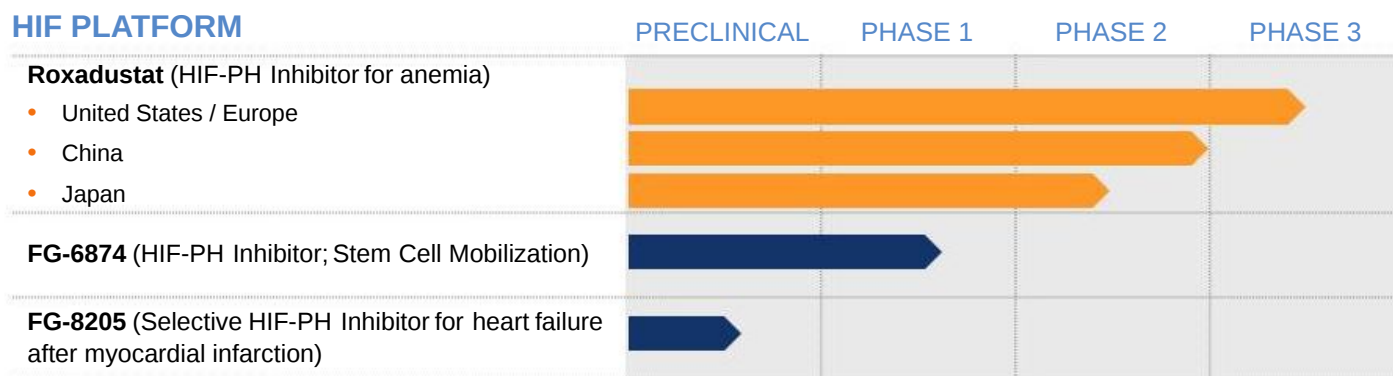 HIF PLATFORM
PRECLINICAL PHASE 1 PHASE 2 PHASE 3
Roxadustat (HIF-PH Inhibitor for anemia)
• United States / Europe
• China
• Japan
FG-6874 (HIF-PH Inhibitor; Stem Cell Mobilization)
FG-8205 (Selective HIF-PH Inhibitor for heart failure
after myocardial infarction)